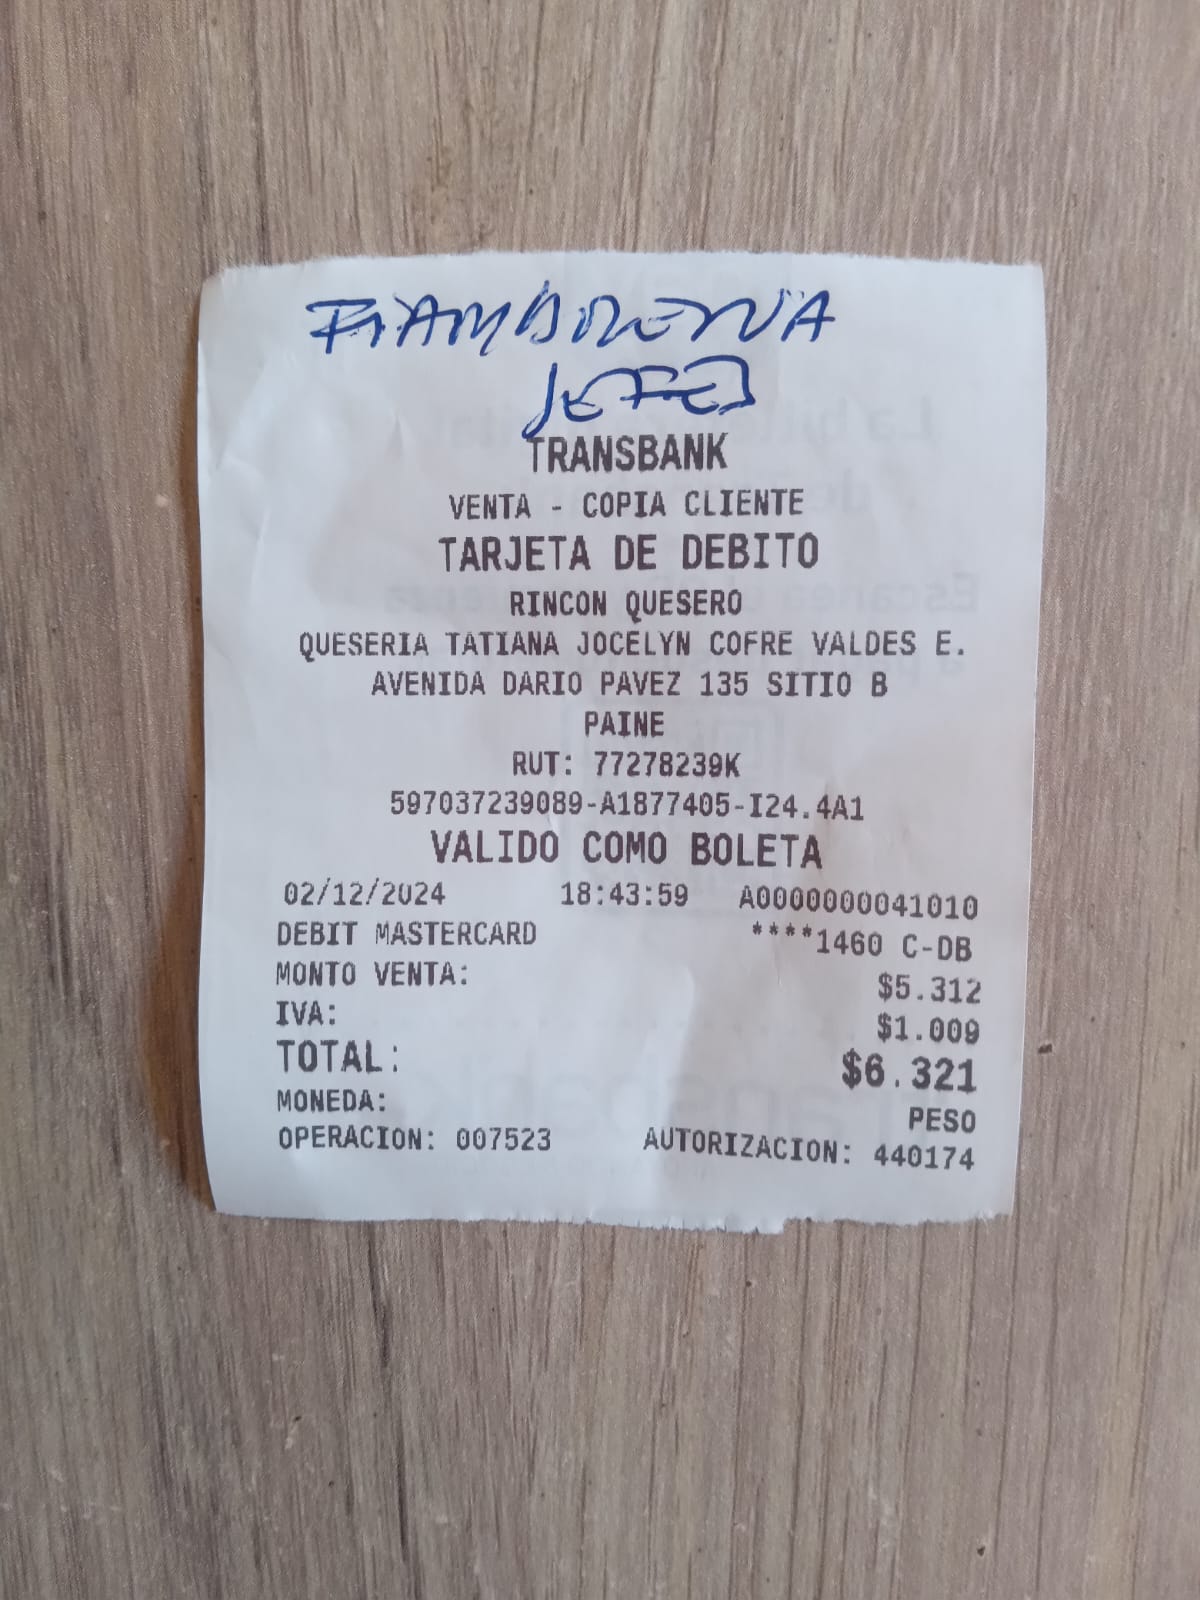 FIAMBRERIA
JEFES
TRANSBANK
VENTA - COPIA CLIENTE
TARJETA DE DEBITO
RINCON QUESERO
QUESERIA TATIANA JOCELYN COFRE VALDES E.
AVENIDA DARIO PAVEZ 135 SITIO B
PAINE
RUT: 77278239K
597037239089-A1877405-I24.4A1
VALIDO COMO BOLETA
02/12/2024 18:43:59 A0000000041010
DEBIT MASTERCARD ****1460 C-DB
MONTO VENTA: $5.312
IVA: $1.009
TOTAL: $6.321
MONEDA: PESO
OPERACION: 007523 AUTORIZACION: 440174